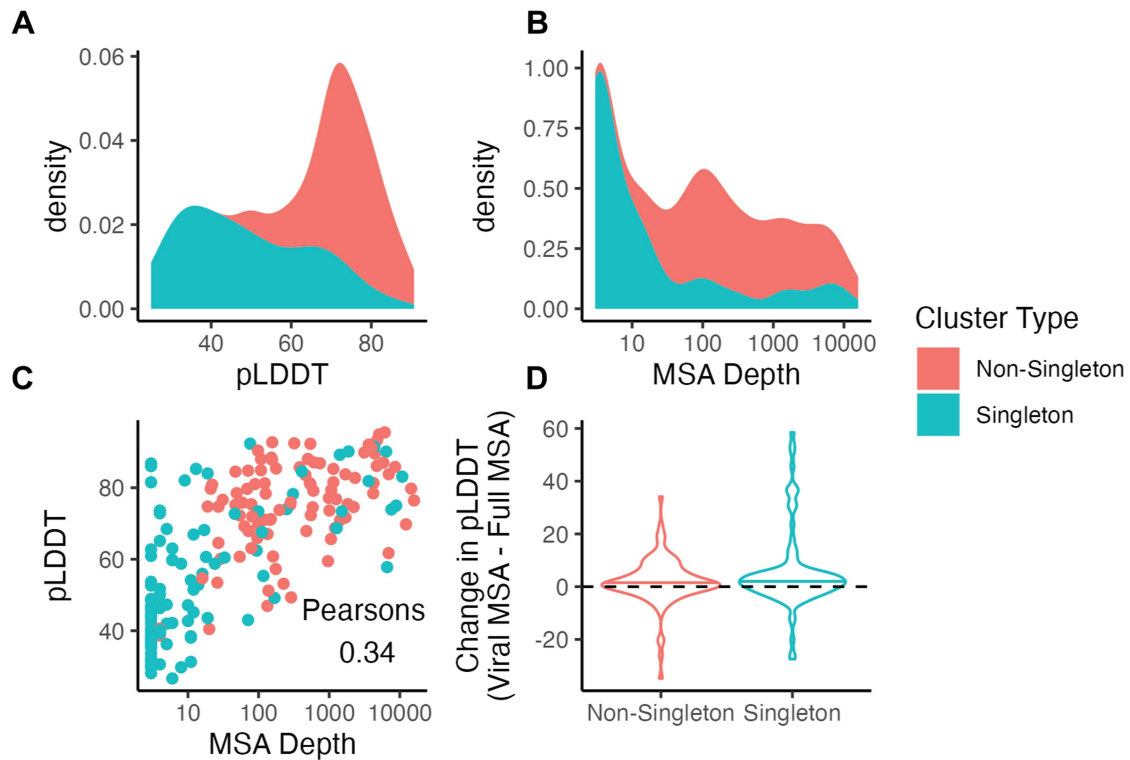 A
0.06
0.04
0.02
0.00
density
40
60
80
pLDDT
B
1.00
0.75
0.50
0.25
0.00
density
10
100
1000
10000
MSA Depth
Cluster Type
Non-Singleton
Singleton
C
80
60
40
pLDDT
Pearsons
0.34
10
100
1000
10000
MSA Depth
D
60
40
20
0
-20
Change in pLDDT
(Viral MSA - Full MSA)
Non-Singleton
Singleton